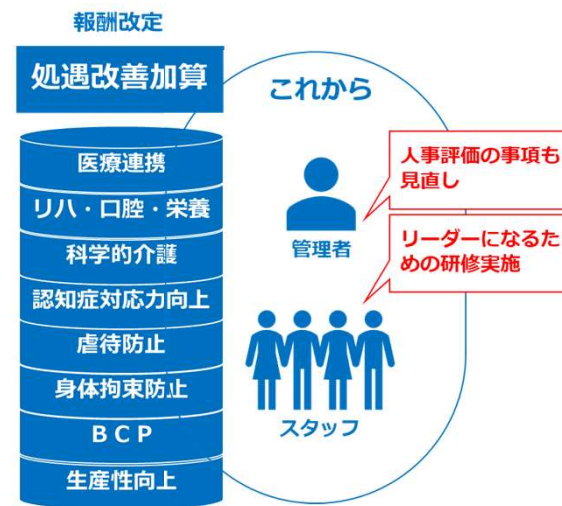 報酬改定
処遇改善加算
医療連携
リハ・口腔・栄養
科学的介護
認知症対応力向上
虐待防止
身体拘束防止
ＢＣＰ
生産性向上
これから
管理者
スタッフ
人事評価の事項も
見直し
リーダーになるた
めの研修実施